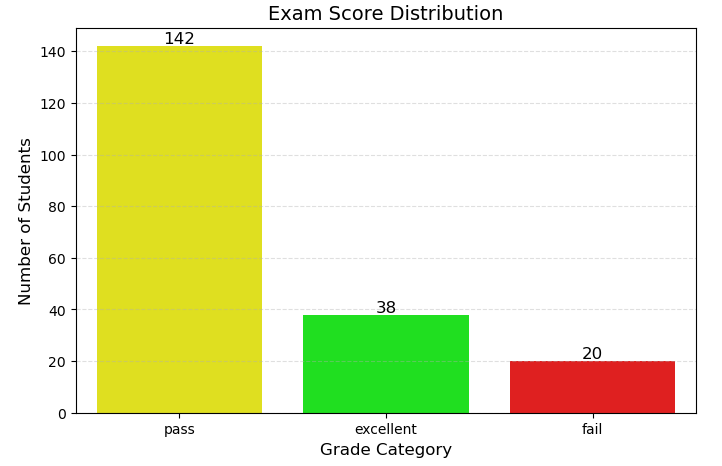 Exam Score Distribution
Number of Students
140
120
100
80
60
40
20
0
142
38
20
pass
excellent
fail
Grade Category